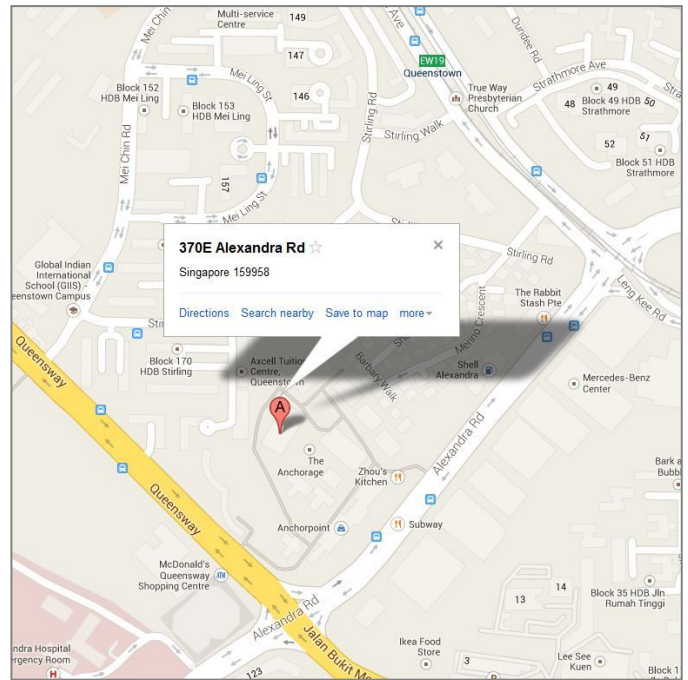 Multi-service
Centre
149
147
146
Mei Chin Rd
Mei Ling St
Block 152
HDB Mei Ling
Block 153
HDB Mei Ling
Mei Chin Rd
157
Mei Ling St
Stirling Rd
Ave
EW19
Queenstown
Dundee Rd
True Way
Presbyterian
Church
Strathmore Ave
49
48
Block 49 HDB
Strathmore
50
52
51
Block 51 HDB
Strathmore
Stirling Walk
Stirling Rd
Leng Kee Rd
370E Alexandra Rd
Singapore 159958
Directions Search nearby Save to map more
Global Indian
International
School (GIIS) -
eenstown Campus
Queensway
Block 170
HDB Stirling
Axcell Tuition
Centre,
Queenstown
Barbary Walk
Menno Crescent
The Rabbit
Stash Pte
Shell
Alexandra
Mercedes-Benz
Center
A
The
Anchorage
Zhou's
Kitchen
Alexandra Rd
Anchorpoint
Subway
Queensway
McDonald's
Queensway
Shopping Centre
ATM
Alexandra Rd
Jalan Bukit Me
123
ndra Hospital
ergency Room
H
Ikea Food
Store
3
P
13
14
Lee See
Kuen
Block 35 HDB Jln
Rumah Tinggi
Block 1
Bark a
Bubbl